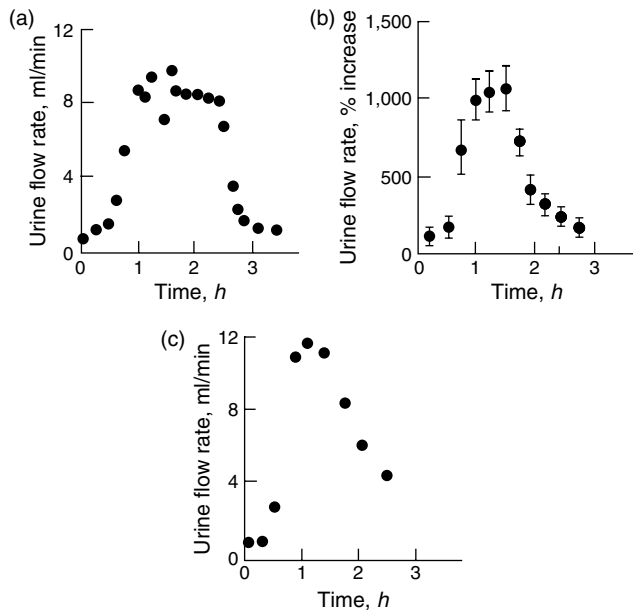 (a)
Urine flow rate, ml/min
12
8
4
0
0 1 2 3
Time, h
(b)
Urine flow rate, % increase
1,500
1,000
500
0
0 1 2 3
Time, h
(c)
Urine flow rate, ml/min
12
8
4
0
0 1 2 3
Time, h